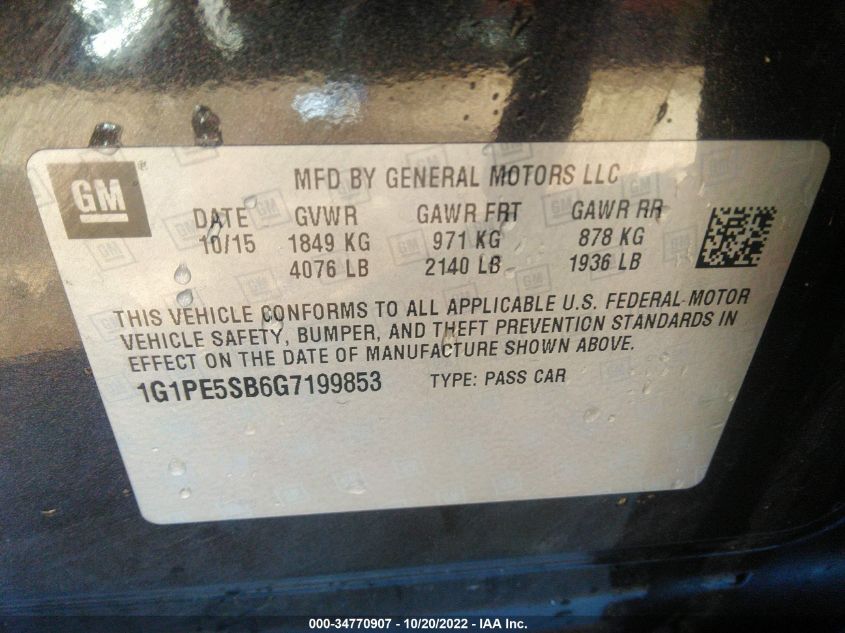 GM
MFD BY GENERAL MOTORS LLC
DATE GVWR GAWR FRT GAWR RR
10/15 1849 KG 971 KG 878 KG
4076 LB 2140 LB 1936 LB
THIS VEHICLE CONFORMS TO ALL APPLICABLE U.S. FEDERAL MOTOR
VEHICLE SAFETY, BUMPER, AND THEFT PREVENTION STANDARDS IN
EFFECT ON THE DATE OF MANUFACTURE SHOWN ABOVE.
1G1PE5SB6G7199853 TYPE: PASS CAR
000-34770907 - 10/20/2022 - IAA Inc.